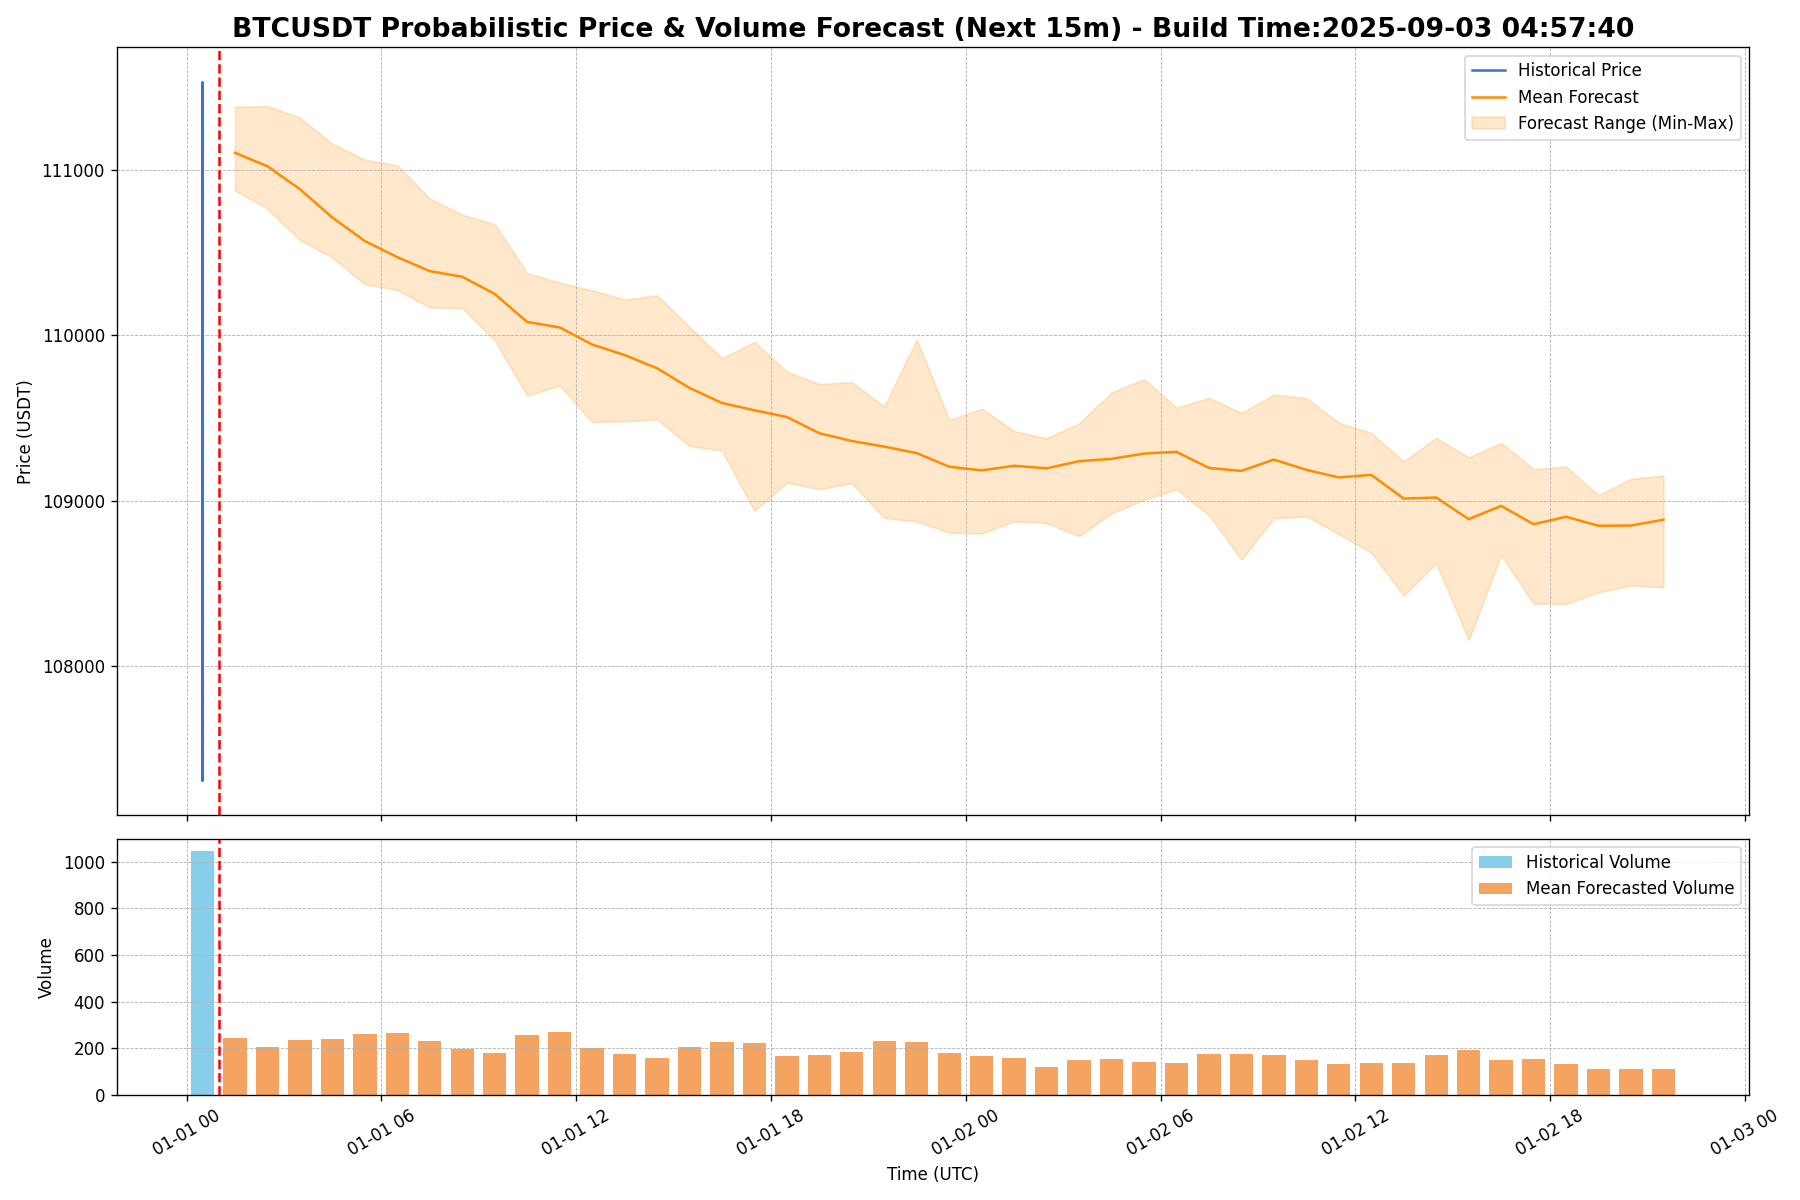 BTCUSDT Probabilistic Price & Volume Forecast (Next 15m) - Build Time:2025-09-03 04:57:40
Historical Price
Mean Forecast
Forecast Range (Min-Max)
111000
110000
109000
108000
Price (USDT)
Historical Volume
Mean Forecasted Volume
1000
800
600
400
200
0
Volume
01-01 00
01-01 06
01-01 12
01-01 18
01-02 00
01-02 06
01-02 12
01-02 18
01-03 00
Time (UTC)